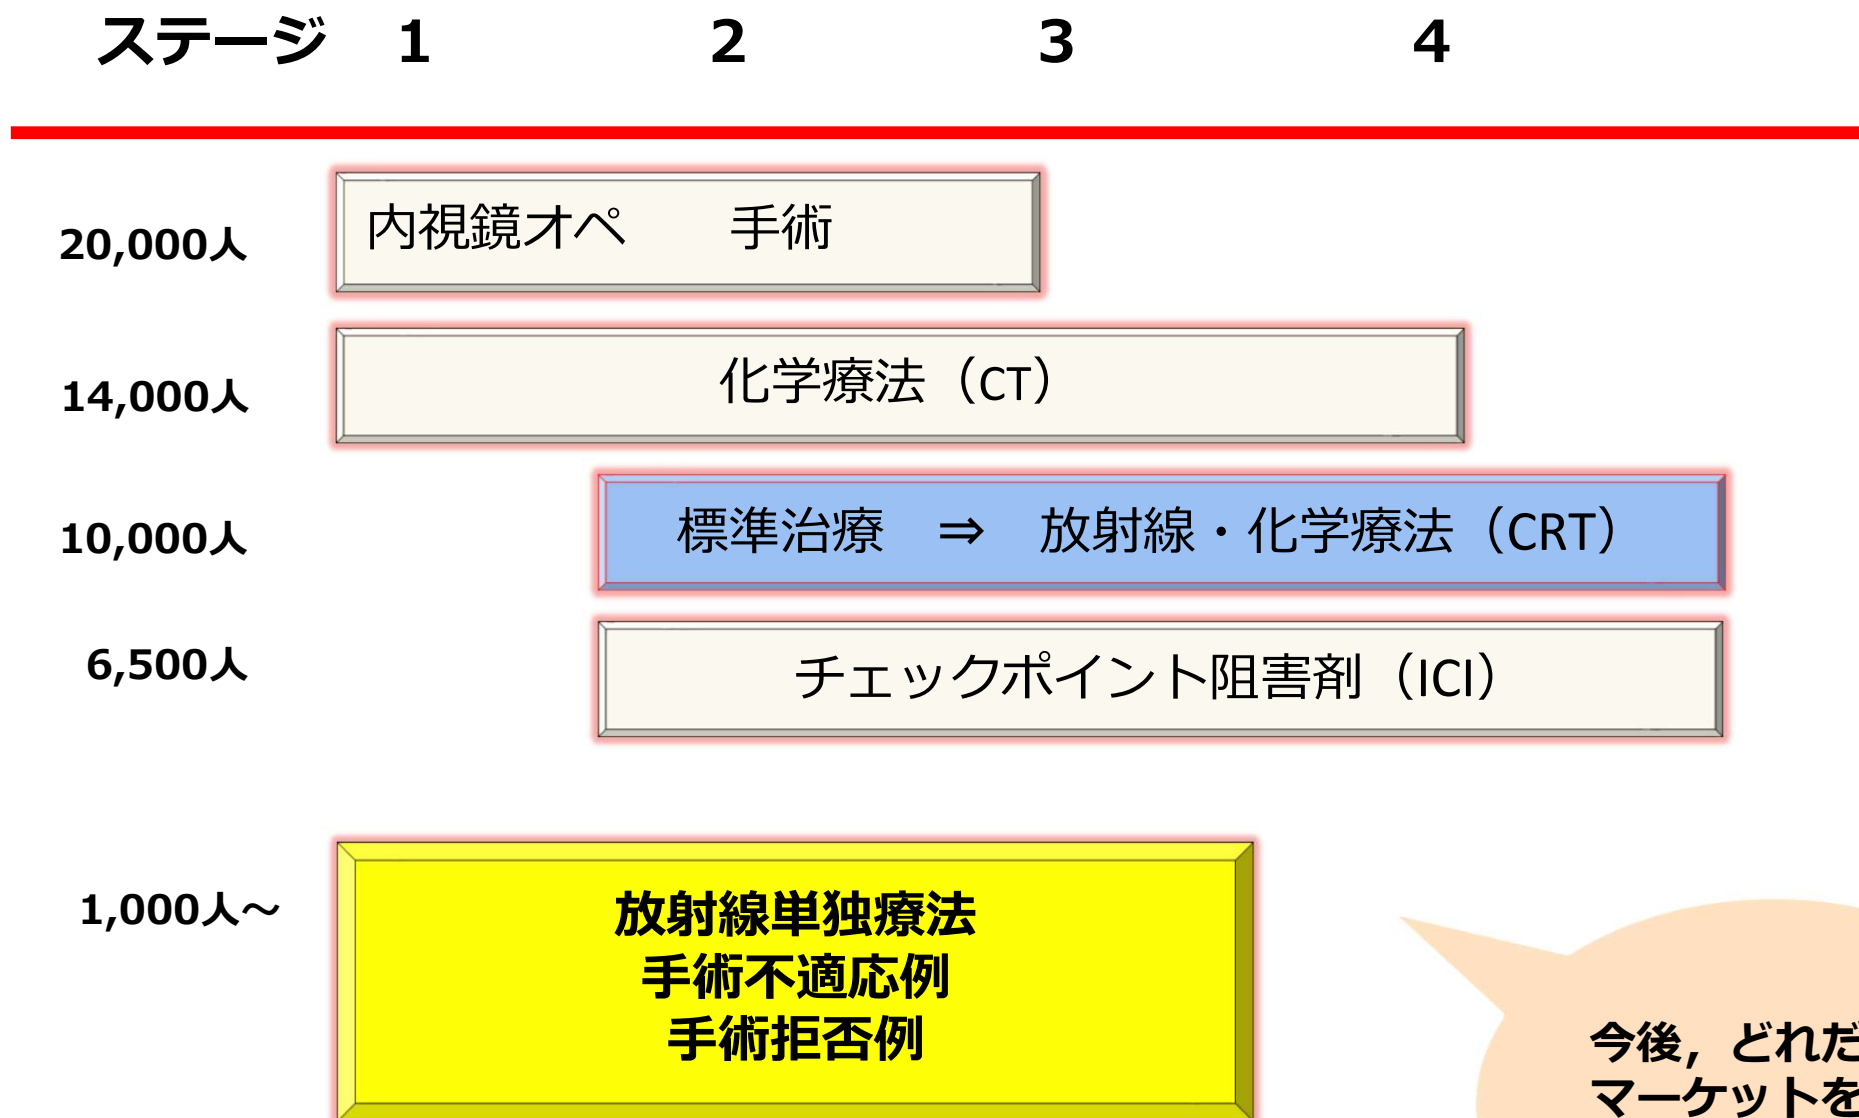 ステージ 1 2 3 4
20,000人 内視鏡オペ 手術
14,000人 化学療法（CT）
10,000人 標準治療 ⇒ 放射線・化学療法（CRT）
6,500人 チェックポイント阻害剤（ICI）
1,000人～ 放射線単独療法
手術不適応例
手術拒否例
今後，どれだ
マーケットを